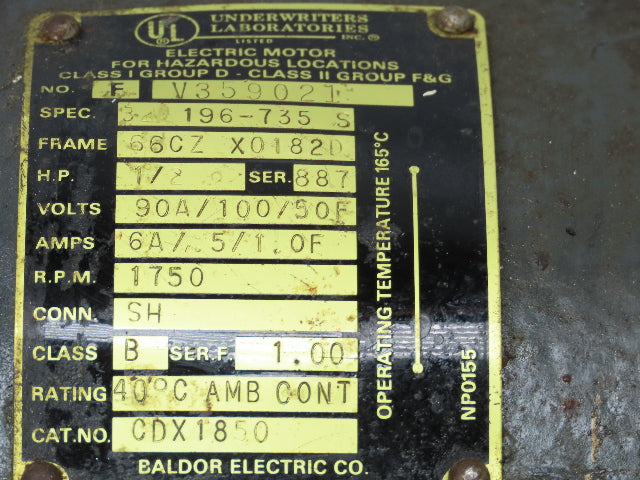 UL UNDERWRITERS
LABORATORIES
LISTED INC.®
ELECTRIC MOTOR
FOR HAZARDOUS LOCATIONS
CLASS I GROUP D - CLASS II GROUP F&G
NO. F V359021
SPEC. 196-735 S
FRAME 66CZ X0182D
H.P. 1/2 SER. 887
VOLTS 90A/100/50F
AMPS 6A/.5/1.0F
R.P.M. 1750
CONN. SH
CLASS B SER.F. 1.00
RATING 40°C AMB CONT
CAT.NO. CDX1850
BALDOR ELECTRIC CO.
OPERATING TEMPERATURE 165°C
NP0155